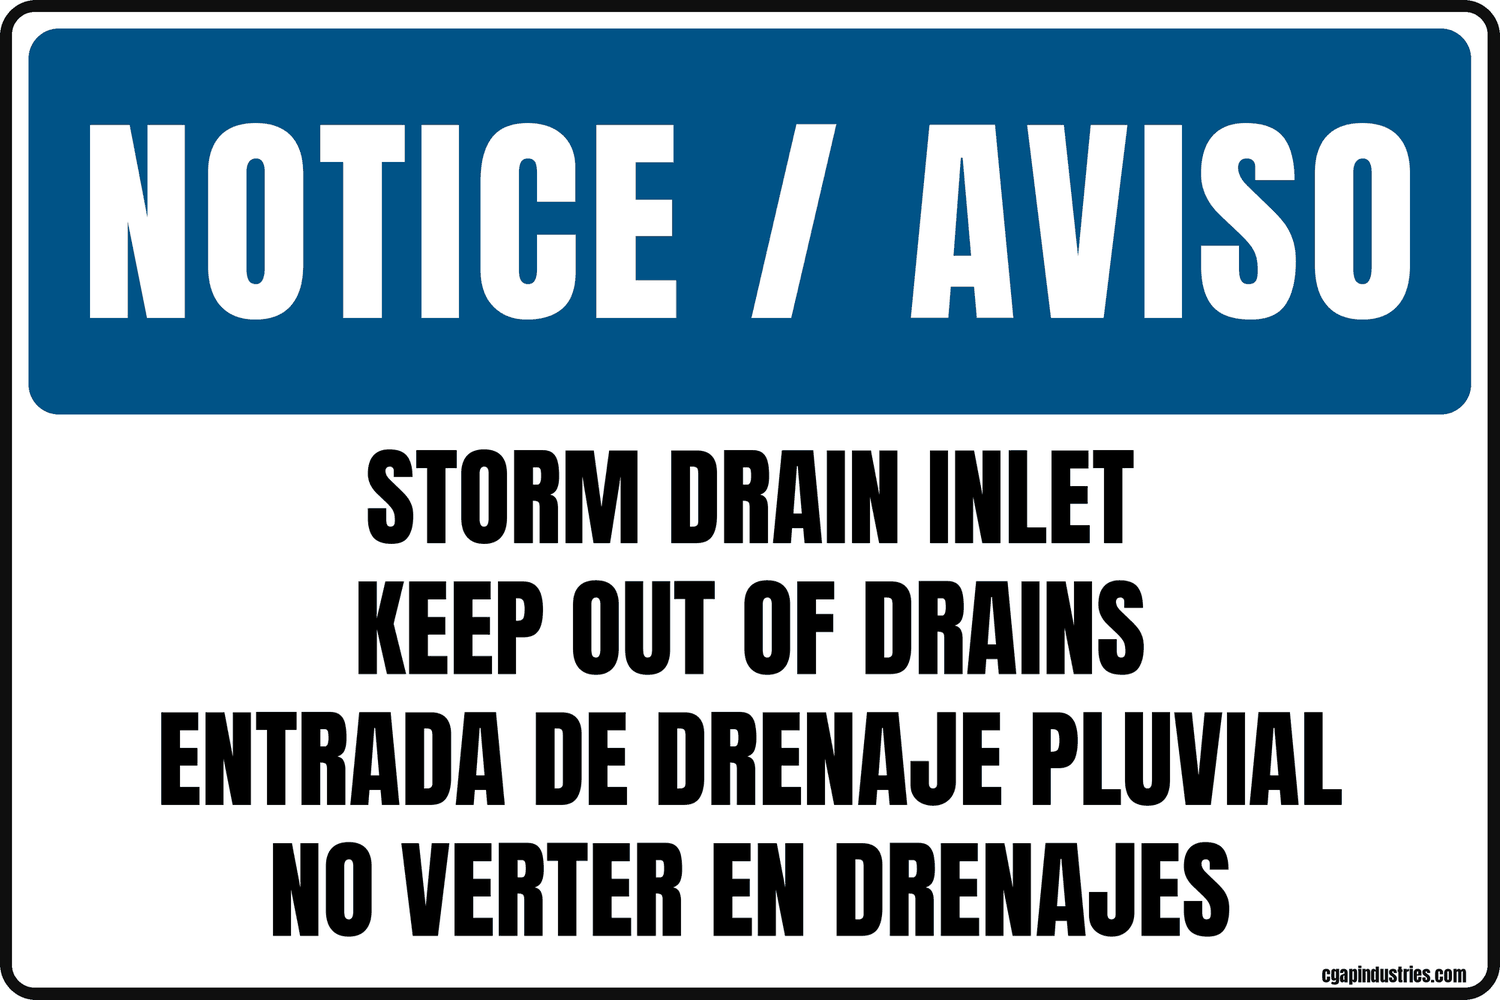 NOTICE / AVISO
STORM DRAIN INLET
KEEP OUT OF DRAINS
ENTRADA DE DRENAJE PLUVIAL
NO VERTER EN DRENAJES
cgapindustries.com